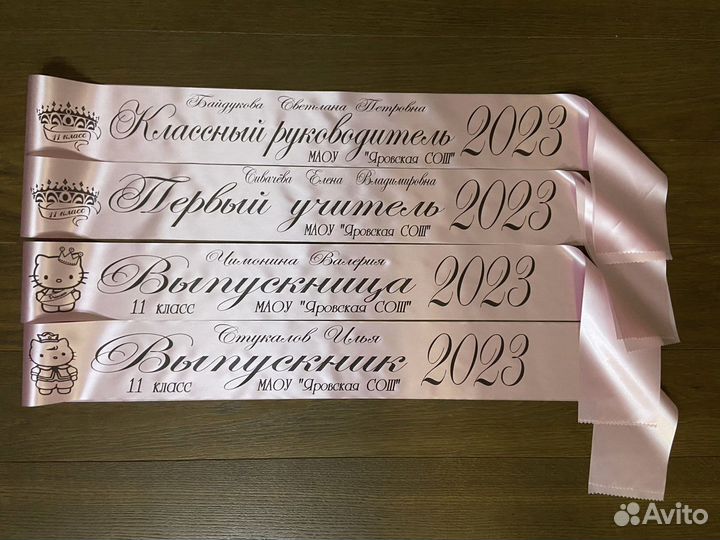 Байдукова Светлана Петровна
11 класс
Классный руководитель 2023
МАОУ "Яровская СОШ"
Сивачёва Елена Владимировна
11 класс
Первый учитель 2023
МАОУ "Яровская СОШ"
Чимонина Валерия
Выпускница 2023
11 класс МАОУ "Яровская СОШ"
Стукалов Илья
Выпускник 2023
11 класс МАОУ "Яровская СОШ"
Avito